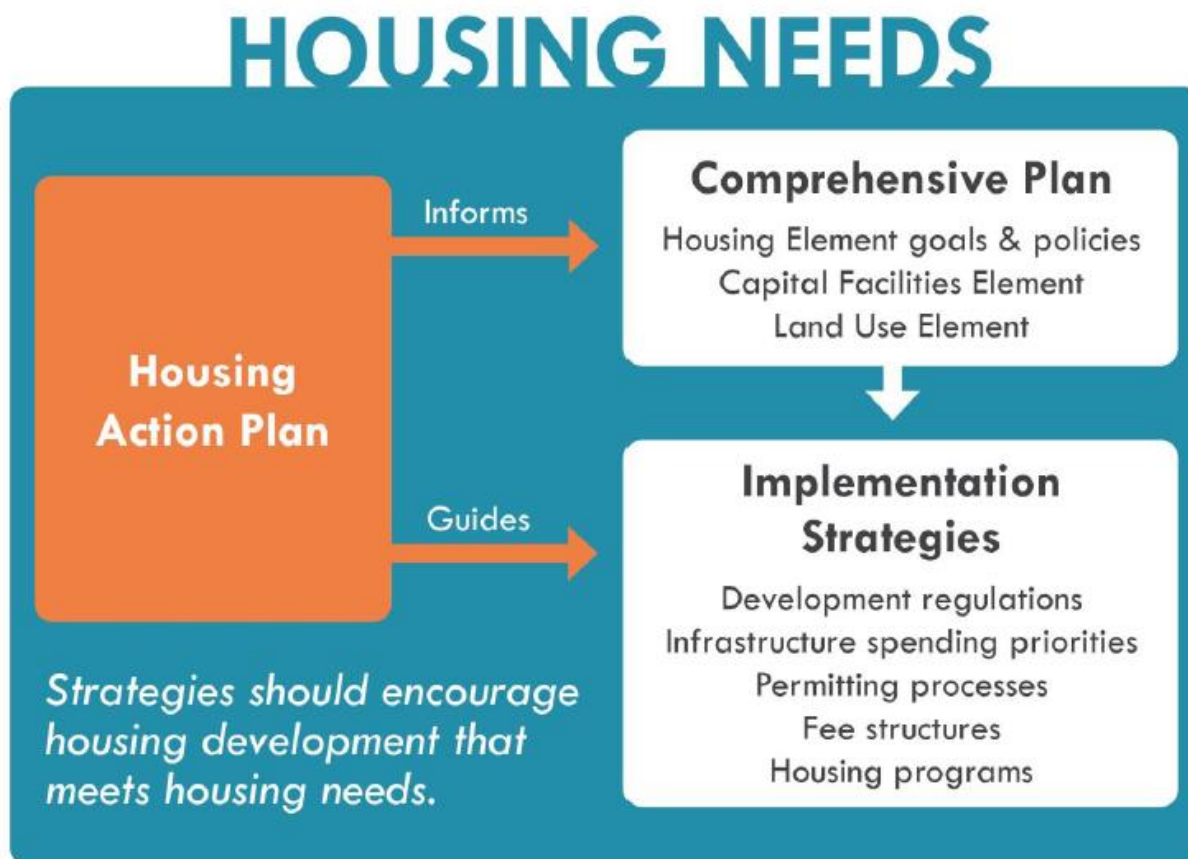 HOUSING NEEDS
Housing
Action Plan
Informs
Guides
Comprehensive Plan
Housing Element goals & policies
Capital Facilities Element
Land Use Element
Implementation
Strategies
Development regulations
Infrastructure spending priorities
Permitting processes
Fee structures
Housing programs
Strategies should encourage
housing development that
meets housing needs.